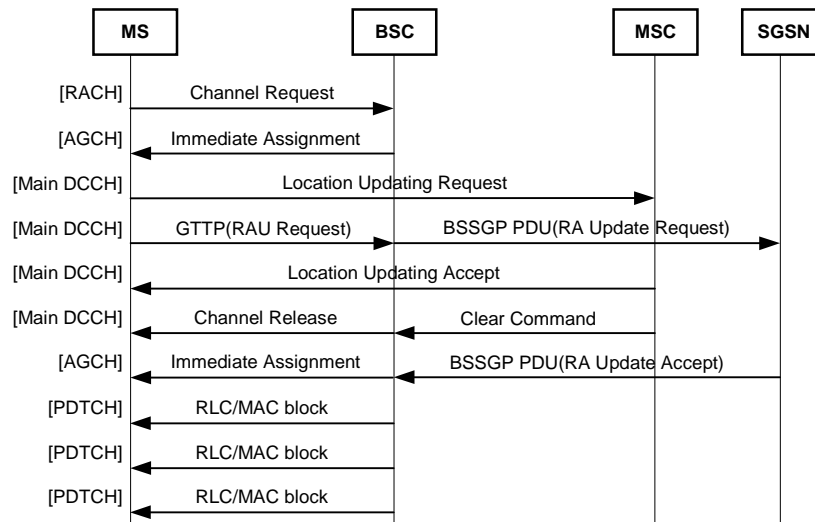 MS BSC MSC SGSN
[RACH] Channel Request
[AGCH] Immediate Assignment
[Main DCCH] Location Updating Request
[Main DCCH] GTTP(RAU Request) BSSGP PDU(RA Update Request)
[Main DCCH] Location Updating Accept
[Main DCCH] Channel Release Clear Command
[AGCH] Immediate Assignment BSSGP PDU(RA Update Accept)
[PDTCH] RLC/MAC block
[PDTCH] RLC/MAC block
[PDTCH] RLC/MAC block